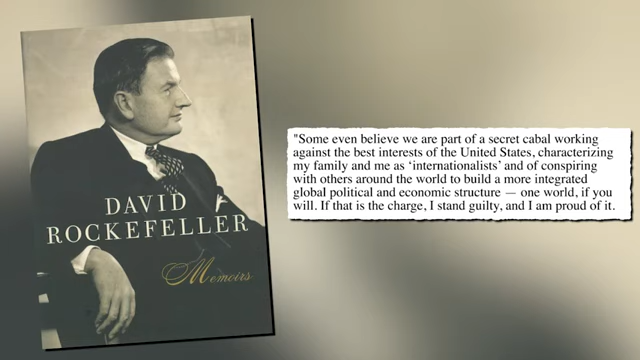 DAVID
ROCKEFELLER
Memoirs
"Some even believe we are part of a secret cabal working
against the best interests of the United States, characterizing
my family and me as ‘internationalists’ and of conspiring
with others around the world to build a more integrated
global political and economic structure — one world, if you
will. If that is the charge, I stand guilty, and I am proud of it.